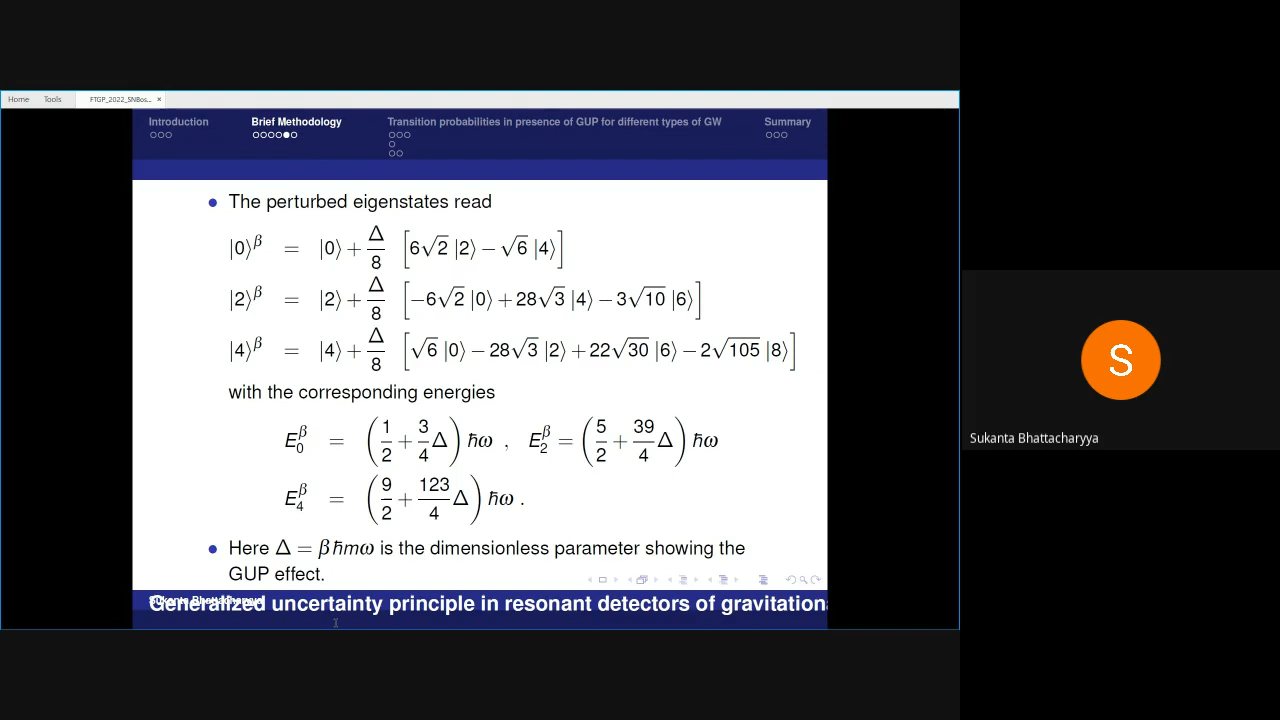 Home Tools FTGP_2022_SNBos... ×
Introduction Brief Methodology Transition probabilities in presence of GUP for different types of GW Summary
• The perturbed eigenstates read
|0⟩^β = |0⟩ + Δ/8 [6√2 |2⟩ − √6 |4⟩]
|2⟩^β = |2⟩ + Δ/8 [−6√2 |0⟩ + 28√3 |4⟩ − 3√10 |6⟩]
|4⟩^β = |4⟩ + Δ/8 [√6 |0⟩ − 28√3 |2⟩ + 22√30 |6⟩ − 2√105 |8⟩]
with the corresponding energies
E_0^β = (1/2 + 3/4 Δ) ħω , E_2^β = (5/2 + 39/4 Δ) ħω
E_4^β = (9/2 + 123/4 Δ) ħω .
• Here Δ = βħmω is the dimensionless parameter showing the
GUP effect.
Sukanta Bhattacharyya
Generalized uncertainty principle in resonant detectors of gravitationa
S
Sukanta Bhattacharyya